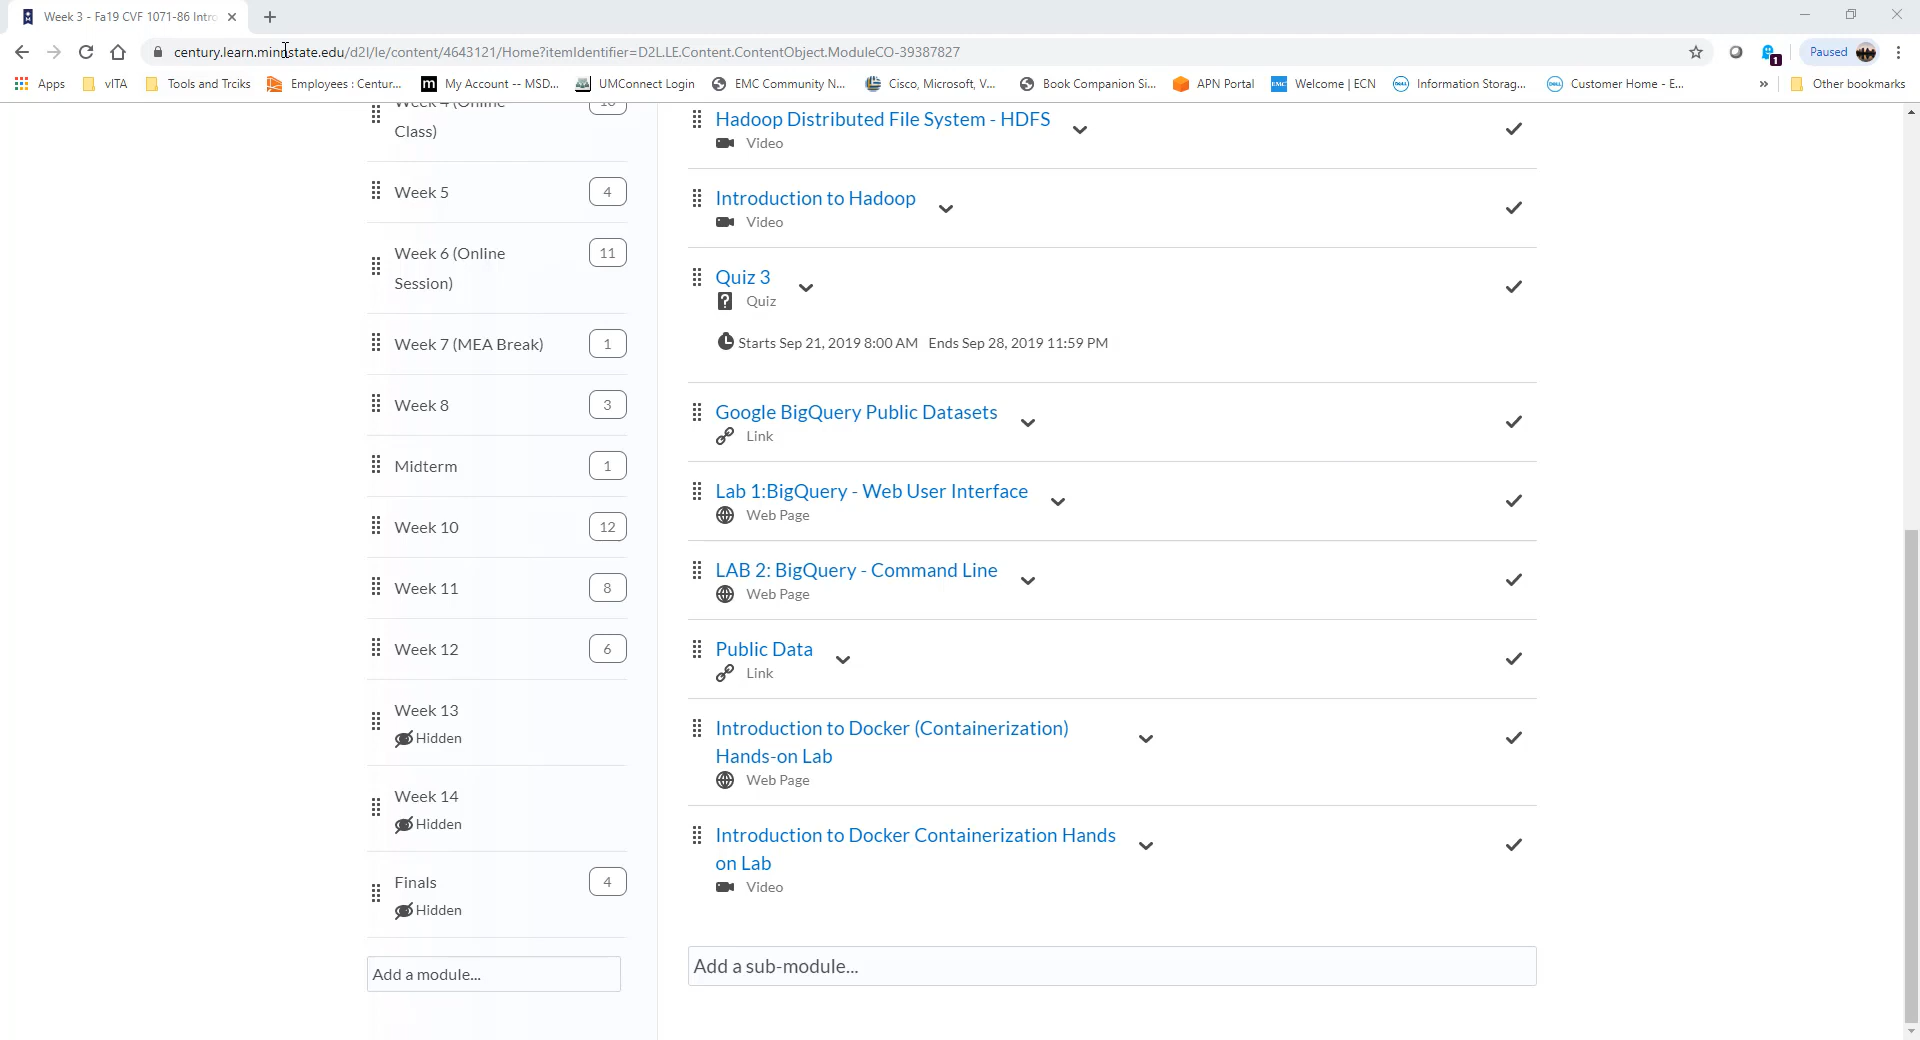 Week 3 - Fa19 CVF 1071-86 Intro
century.learn.minnstate.edu/d2l/le/content/4643121/Home?itemIdentifier=D2L.LE.Content.ContentObject.ModuleCO-39387827
1
Paused
Apps
vITA
Tools and Trciks
Employees : Centur...
My Account -- MSD...
UMConnect Login
EMC Community N...
Cisco, Microsoft, V...
Book Companion Si...
APN Portal
EMC
Welcome | ECN
Information Storag...
Customer Home - E...
»
Other bookmarks
Week 4 (Online
Class)
Week 5
4
Week 6 (Online
Session)
11
Week 7 (MEA Break)
1
Week 8
3
Midterm
1
Week 10
12
Week 11
8
Week 12
6
Week 13
Hidden
Week 14
Hidden
Finals
4
Hidden
Add a module...
Hadoop Distributed File System - HDFS
Video
Introduction to Hadoop
Video
Quiz 3
Quiz
Starts Sep 21, 2019 8:00 AM Ends Sep 28, 2019 11:59 PM
Google BigQuery Public Datasets
Link
Lab 1:BigQuery - Web User Interface
Web Page
LAB 2: BigQuery - Command Line
Web Page
Public Data
Link
Introduction to Docker (Containerization)
Hands-on Lab
Web Page
Introduction to Docker Containerization Hands
on Lab
Video
Add a sub-module...